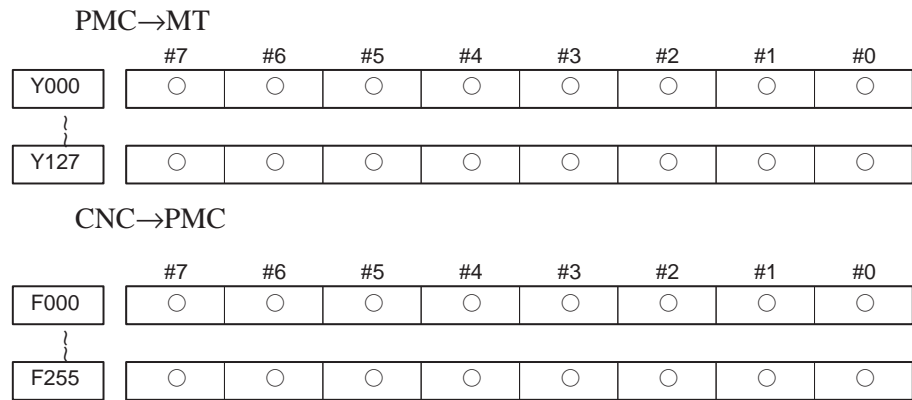 PMC→MT
#7 #6 #5 #4 #3 #2 #1 #0
Y000 ○ ○ ○ ○ ○ ○ ○ ○
Y127 ○ ○ ○ ○ ○ ○ ○ ○
CNC→PMC
#7 #6 #5 #4 #3 #2 #1 #0
F000 ○ ○ ○ ○ ○ ○ ○ ○
F255 ○ ○ ○ ○ ○ ○ ○ ○